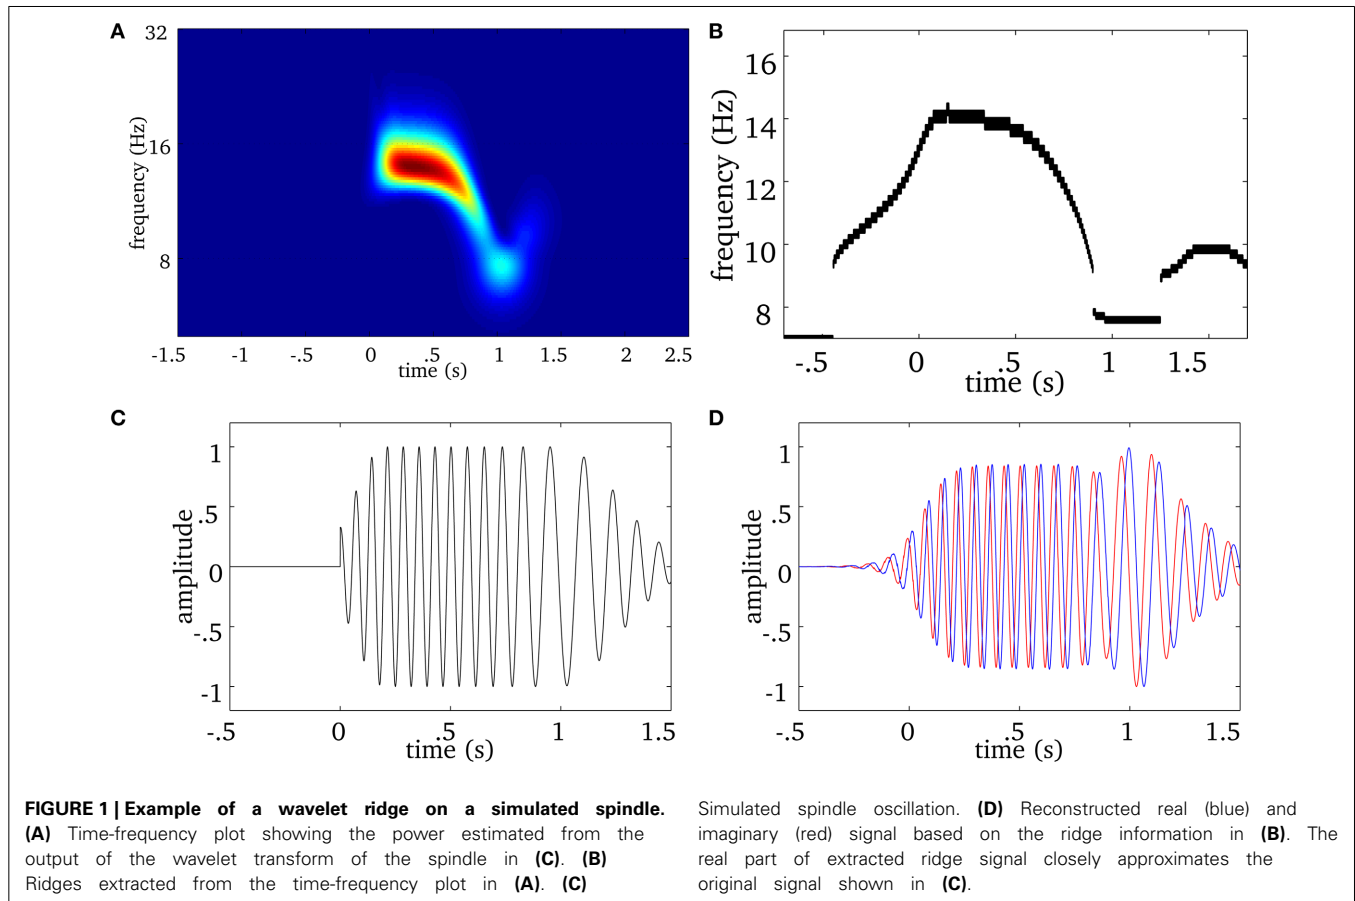 A
32
16
8
frequency (Hz)
-1.5 -1 -.5 0 .5 1 1.5 2 2.5
time (s)
B
16
14
12
10
8
frequency (Hz)
-.5 0 .5 1 1.5
time (s)
C
1
.5
0
-.5
-1
amplitude
-.5 0 .5 1 1.5
time (s)
D
1
.5
0
-.5
-1
amplitude
-.5 0 .5 1 1.5
time (s)
FIGURE 1 | Example of a wavelet ridge on a simulated spindle.
(A) Time-frequency plot showing the power estimated from the
output of the wavelet transform of the spindle in (C). (B)
Ridges extracted from the time-frequency plot in (A). (C)
Simulated spindle oscillation. (D) Reconstructed real (blue) and
imaginary (red) signal based on the ridge information in (B). The
real part of extracted ridge signal closely approximates the
original signal shown in (C).